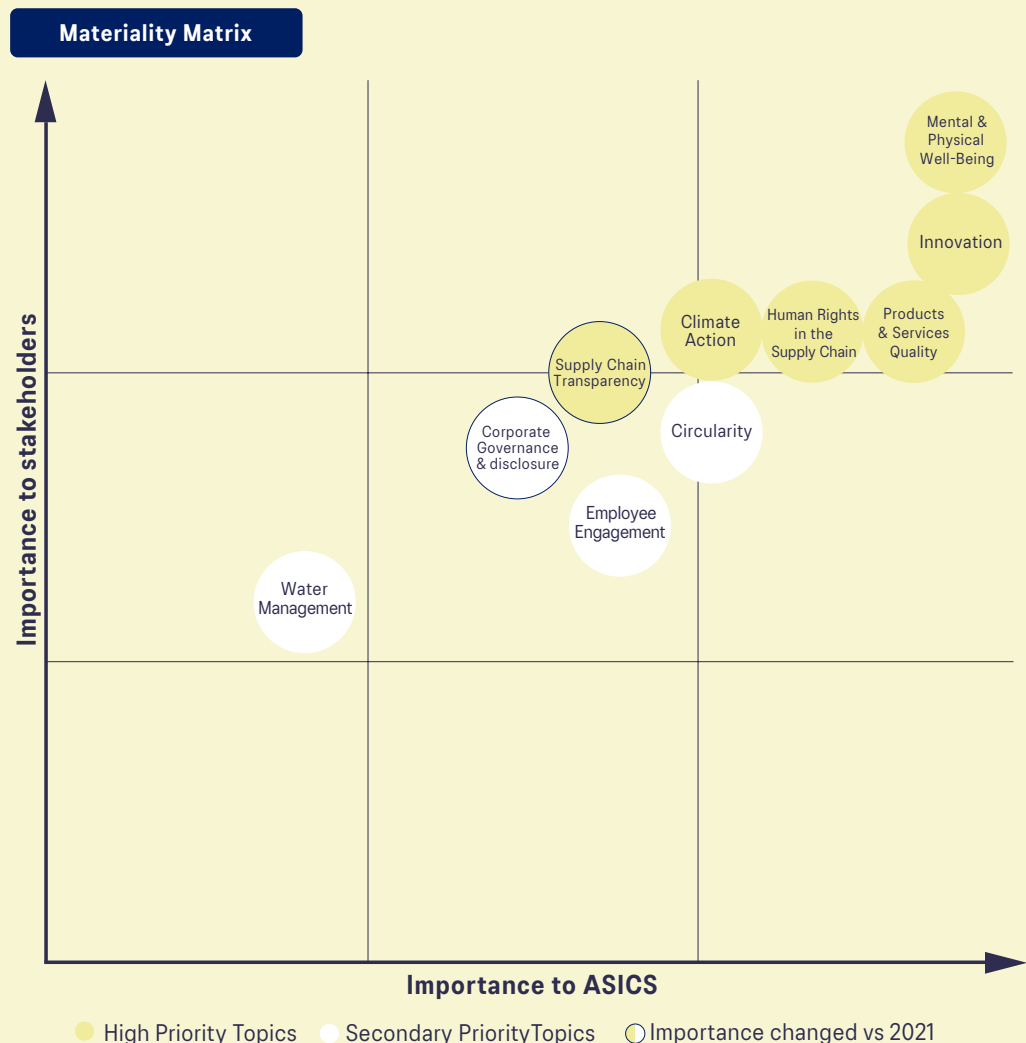 Materiality Matrix
Importance to stakeholders
Mental &
Physical
Well-Being
Innovation
Climate
Action
Human Rights
in the
Supply Chain
Products
& Services
Quality
Supply Chain
Transparency
Corporate
Governance
& disclosure
Circularity
Employee
Engagement
Water
Management
Importance to ASICS
High Priority Topics
Secondary PriorityTopics
Importance changed vs 2021